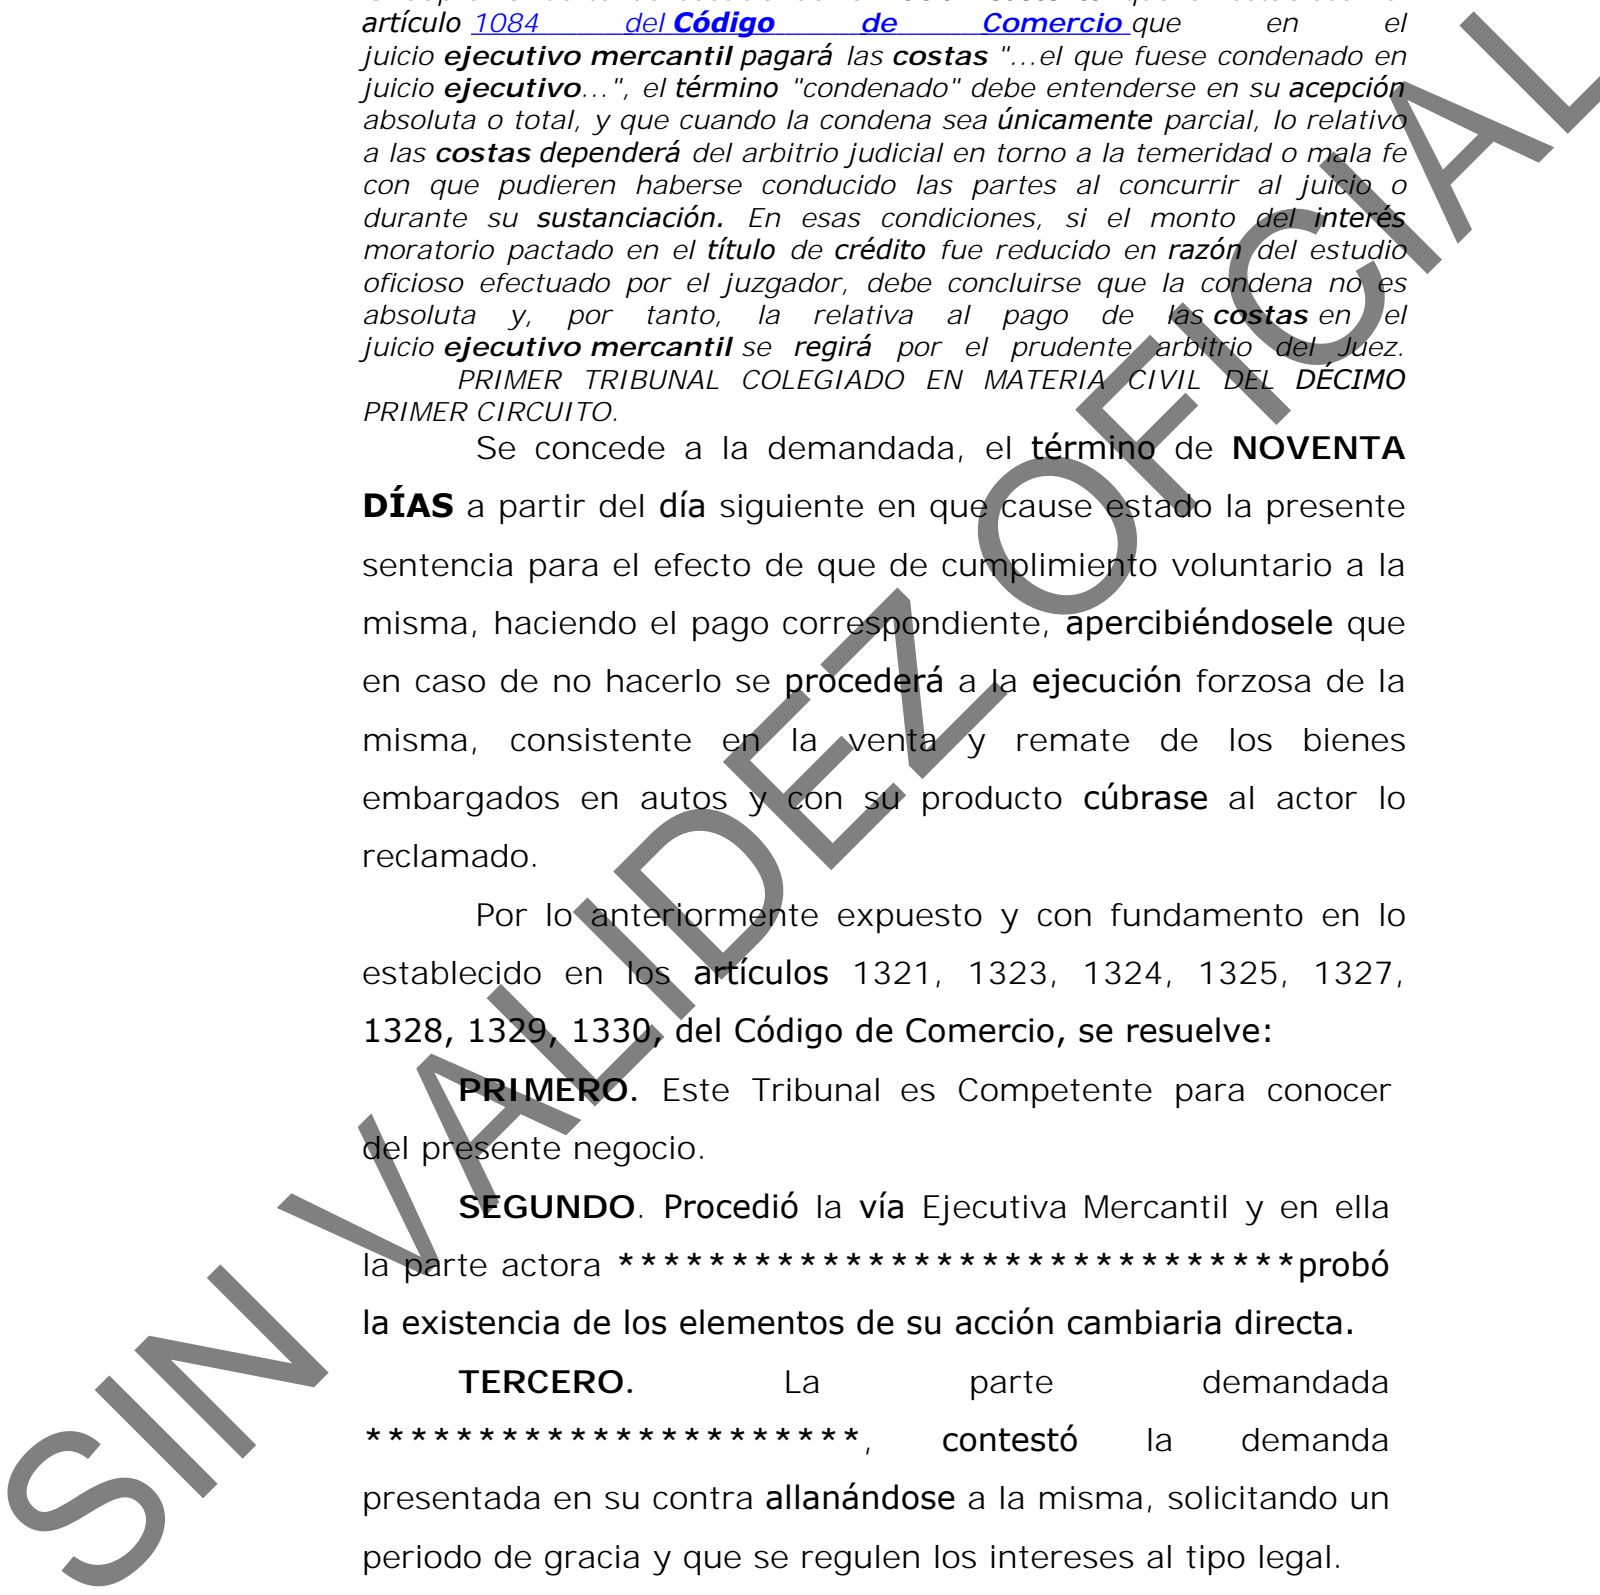 artículo 1084 del Código de Comercio que en el
juicio ejecutivo mercantil pagará las costas "...el que fuese condenado en
juicio ejecutivo...", el término "condenado" debe entenderse en su acepción
absoluta o total, y que cuando la condena sea únicamente parcial, lo relativo
a las costas dependerá del arbitrio judicial en torno a la temeridad o mala fe
con que pudieren haberse conducido las partes al concurrir al juicio o
durante su sustanciación. En esas condiciones, si el monto del interés
moratorio pactado en el título de crédito fue reducido en razón del estudio
oficioso efectuado por el juzgador, debe concluirse que la condena no es
absoluta y, por tanto, la relativa al pago de las costas en el
juicio ejecutivo mercantil se regirá por el prudente arbitrio del Juez.
PRIMER TRIBUNAL COLEGIADO EN MATERIA CIVIL DEL DÉCIMO
PRIMER CIRCUITO.
Se concede a la demandada, el término de NOVENTA
DÍAS a partir del día siguiente en que cause estado la presente
sentencia para el efecto de que de cumplimiento voluntario a la
misma, haciendo el pago correspondiente, apercibiéndosele que
en caso de no hacerlo se procederá a la ejecución forzosa de la
misma, consistente en la venta y remate de los bienes
embargados en autos y con su producto cúbrase al actor lo
reclamado.
Por lo anteriormente expuesto y con fundamento en lo
establecido en los artículos 1321, 1323, 1324, 1325, 1327,
1328, 1329, 1330, del Código de Comercio, se resuelve:
PRIMERO. Este Tribunal es Competente para conocer
del presente negocio.
SEGUNDO. Procedió la vía Ejecutiva Mercantil y en ella
la parte actora ******************************probó
la existencia de los elementos de su acción cambiaria directa.
TERCERO. La parte demandada
**********************, contestó la demanda
presentada en su contra allanándose a la misma, solicitando un
periodo de gracia y que se regulen los intereses al tipo legal.
SIN VALIDEZ OFICIAL